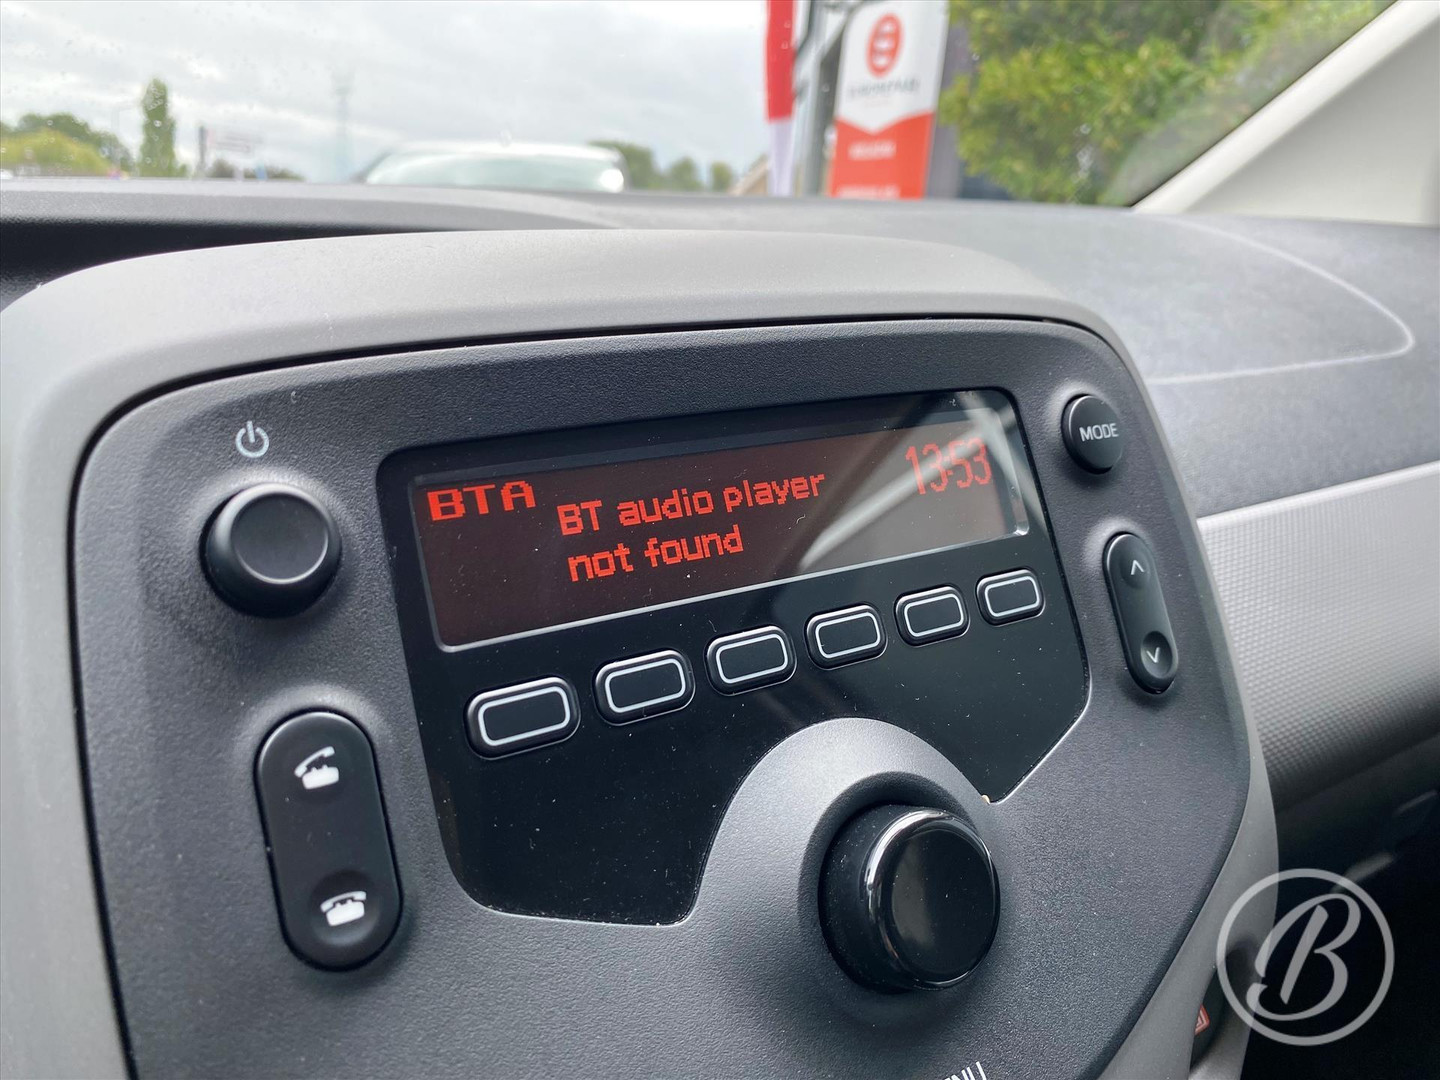 MODE
BTA
BT audio player
not found
13:53
B